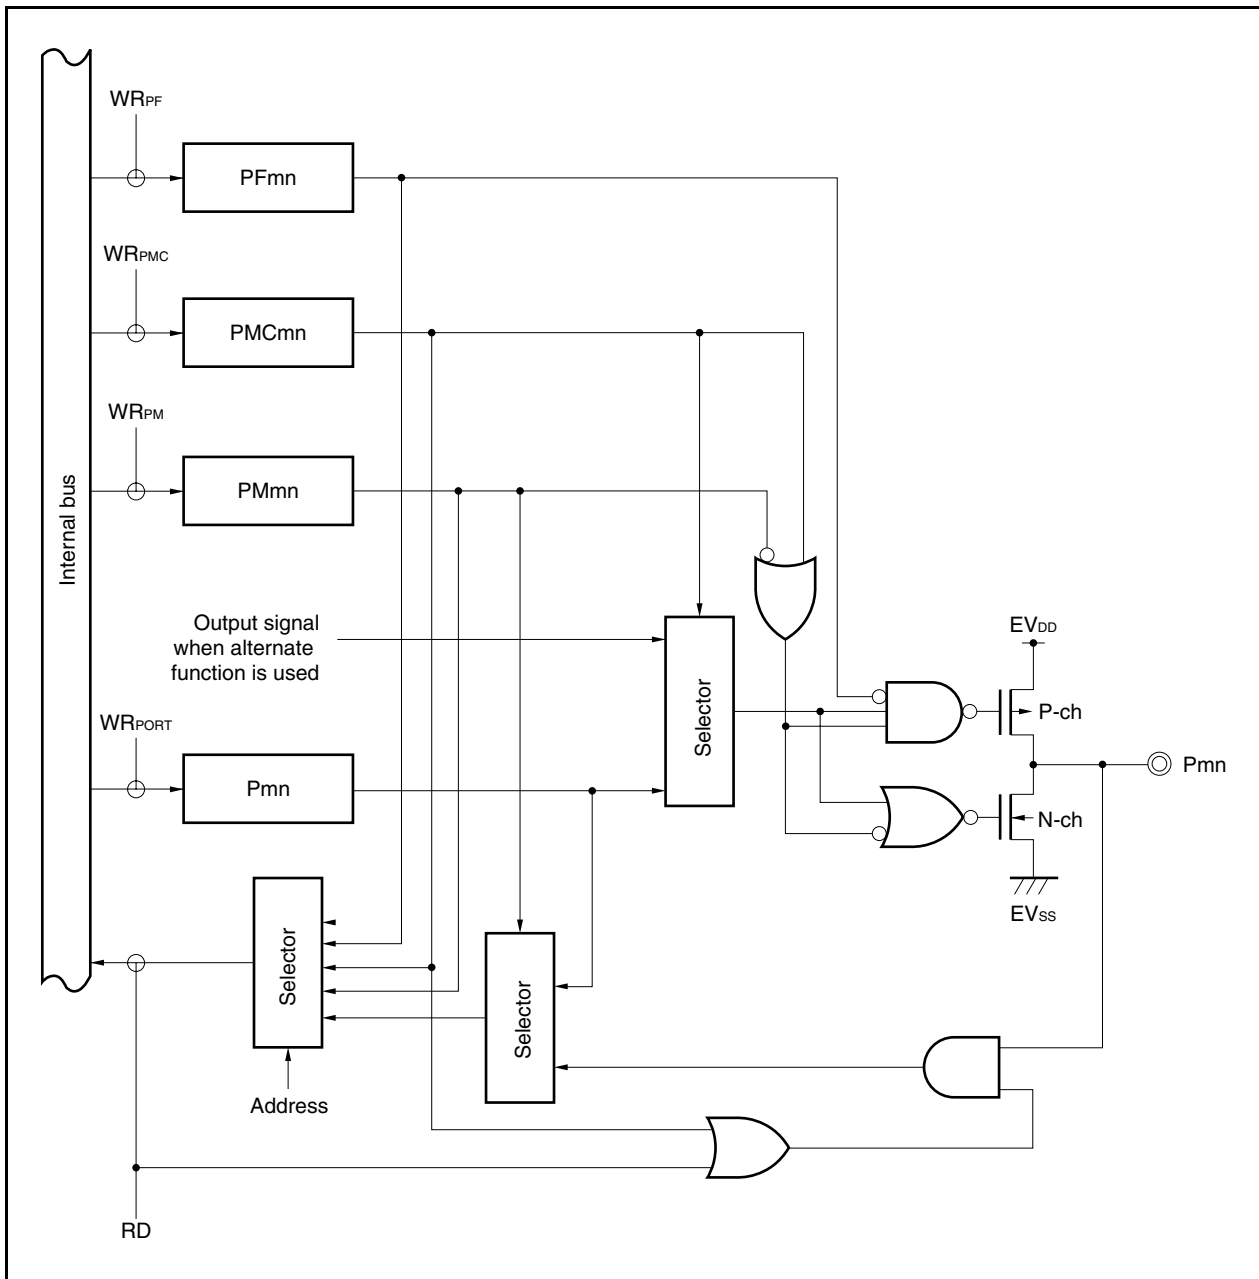 WRPF
PFmn
WRPMC
PMCmn
WRPM
PMmn
Internal bus
Output signal
when alternate
function is used
Selector
EVDD
P-ch
WRPORT
Pmn
Pmn
N-ch
EVSS
Selector
Selector
Address
RD